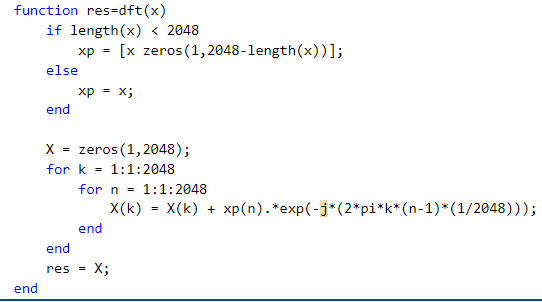 function res=dft(x)
if length(x) < 2048
xp = [x zeros(1,2048-length(x))];
else
xp = x;
end
X = zeros(1,2048);
for k = 1:1:2048
for n = 1:1:2048
X(k) = X(k) + xp(n).*exp(-j*(2*pi*k*(n-1)*(1/2048)));
end
end
res = X;
end